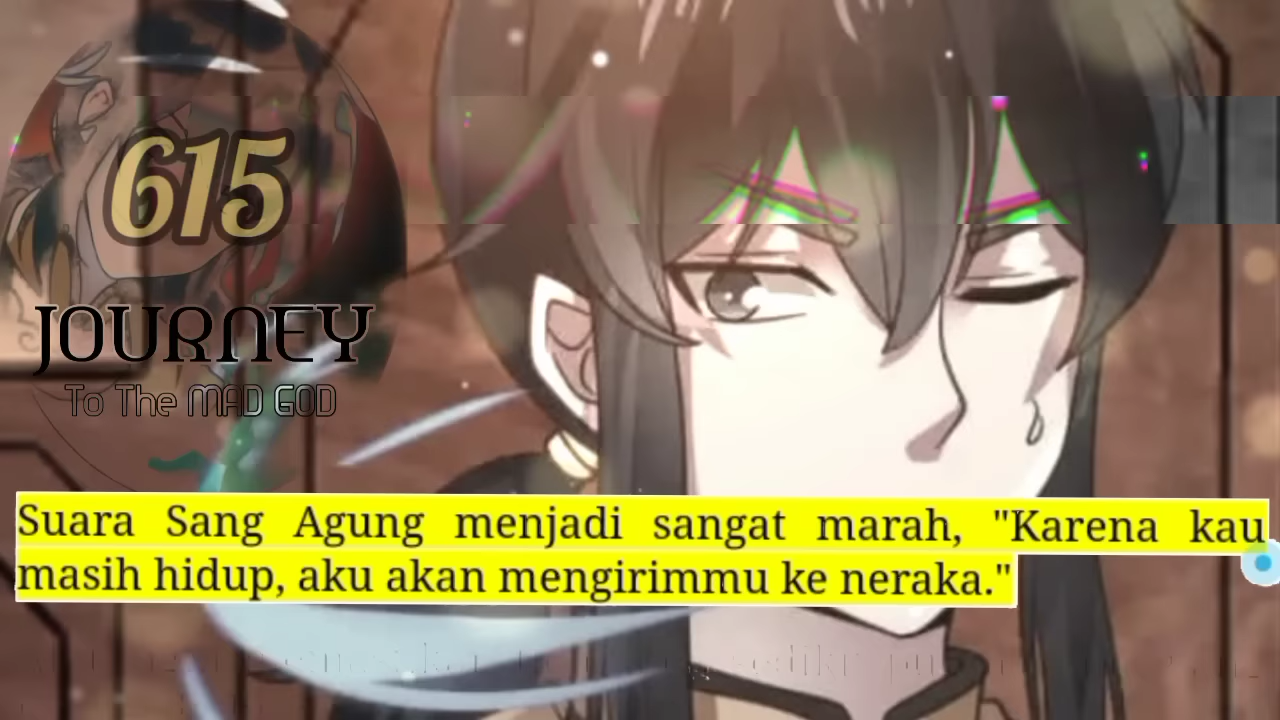 615
JOURNEY
To The MAD GOD
Suara Sang Agung menjadi sangat marah, "Karena kau
masih hidup, aku akan mengirimmu ke neraka."